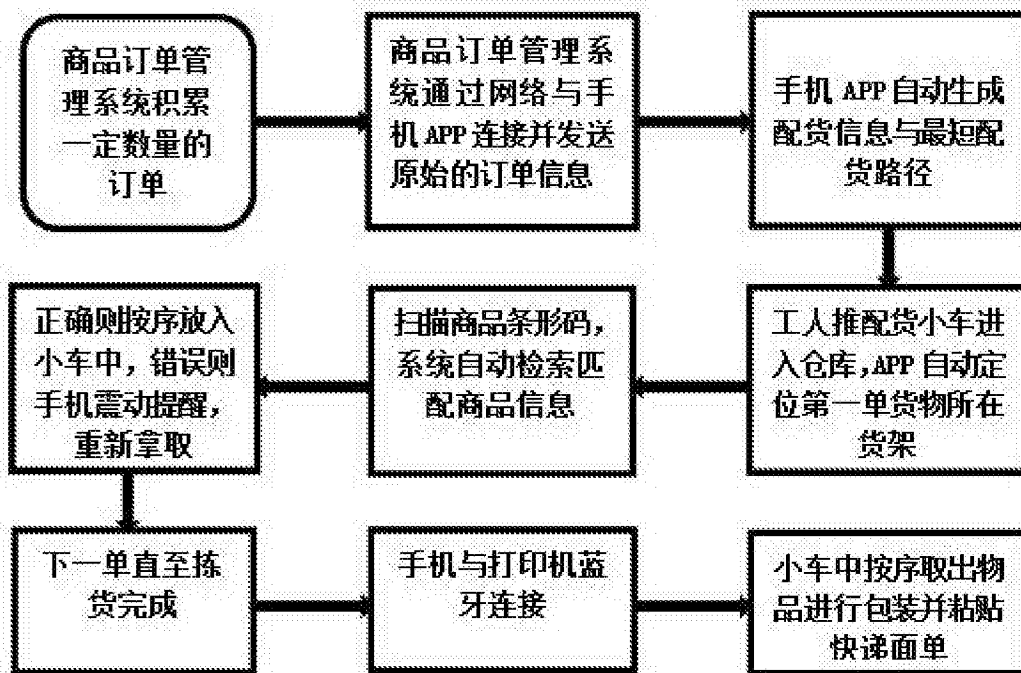 商品订单管
理系统积累
一定数量的
订单
商品订单管理系
统通过网络与手
机APP连接并发送
原始的订单信息
手机 APP 自动生成
配货信息与最短配
货路径
工人推配货小车进
入仓库，APP 自动定
位第一单货物所在
货架
扫描商品条形码，
系统自动检索匹
配商品信息
正确则按序放入
小车中，错误则
手机震动提醒，
重新拿取
下一单直至拣
货完成
手机与打印机蓝
牙连接
小车中按序取出物
品进行包装并粘贴
快递面单